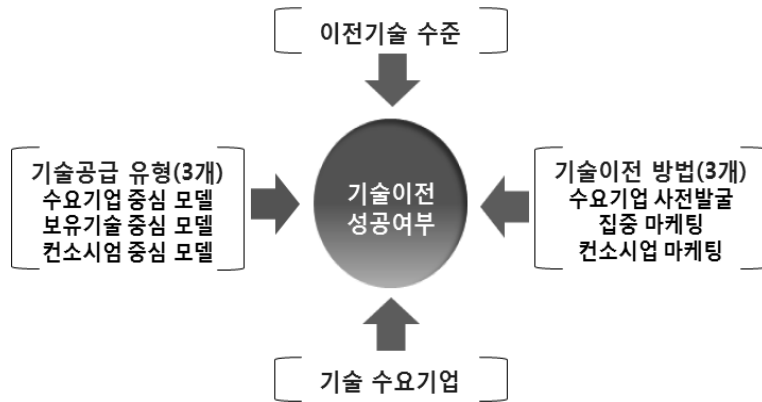 이전기술 수준
기술공급 유형(3개)
수요기업 중심 모델
보유기술 중심 모델
컨소시엄 중심 모델
기술이전
성공여부
기술이전 방법(3개)
수요기업 사전발굴
집중 마케팅
컨소시업 마케팅
기술 수요기업